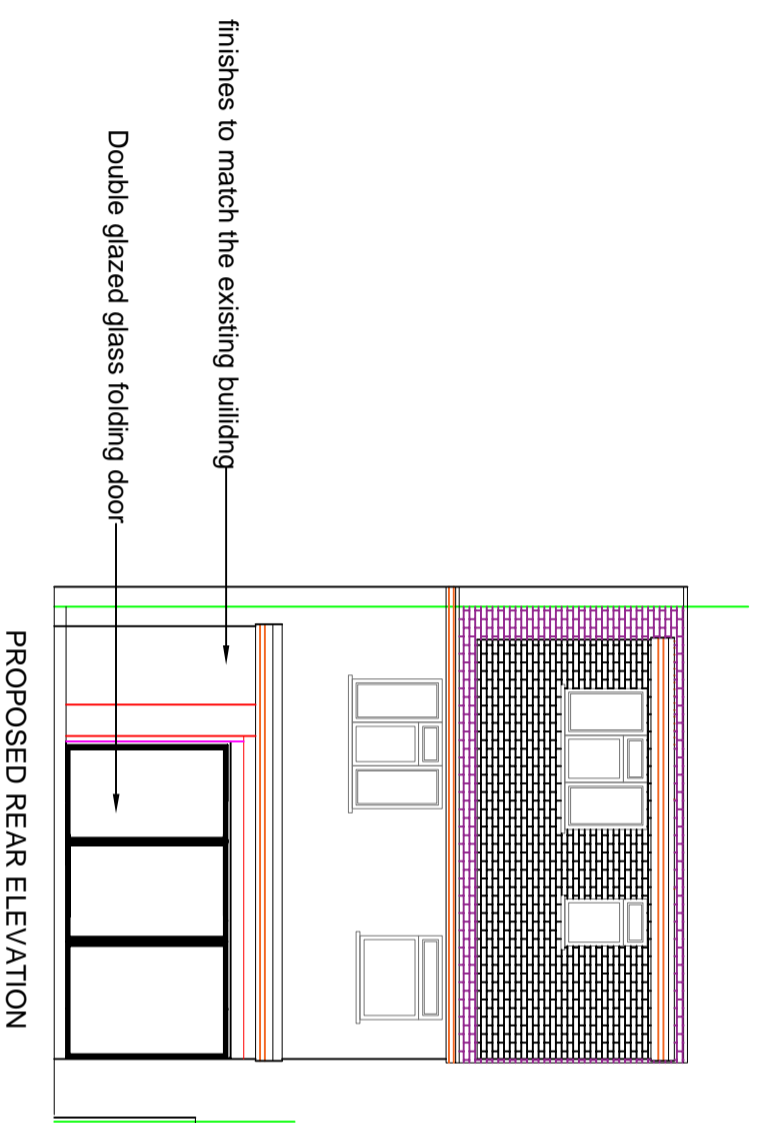 finishes to match the existing builidng
Double glazed glass folding door
PROPOSED REAR ELEVATION